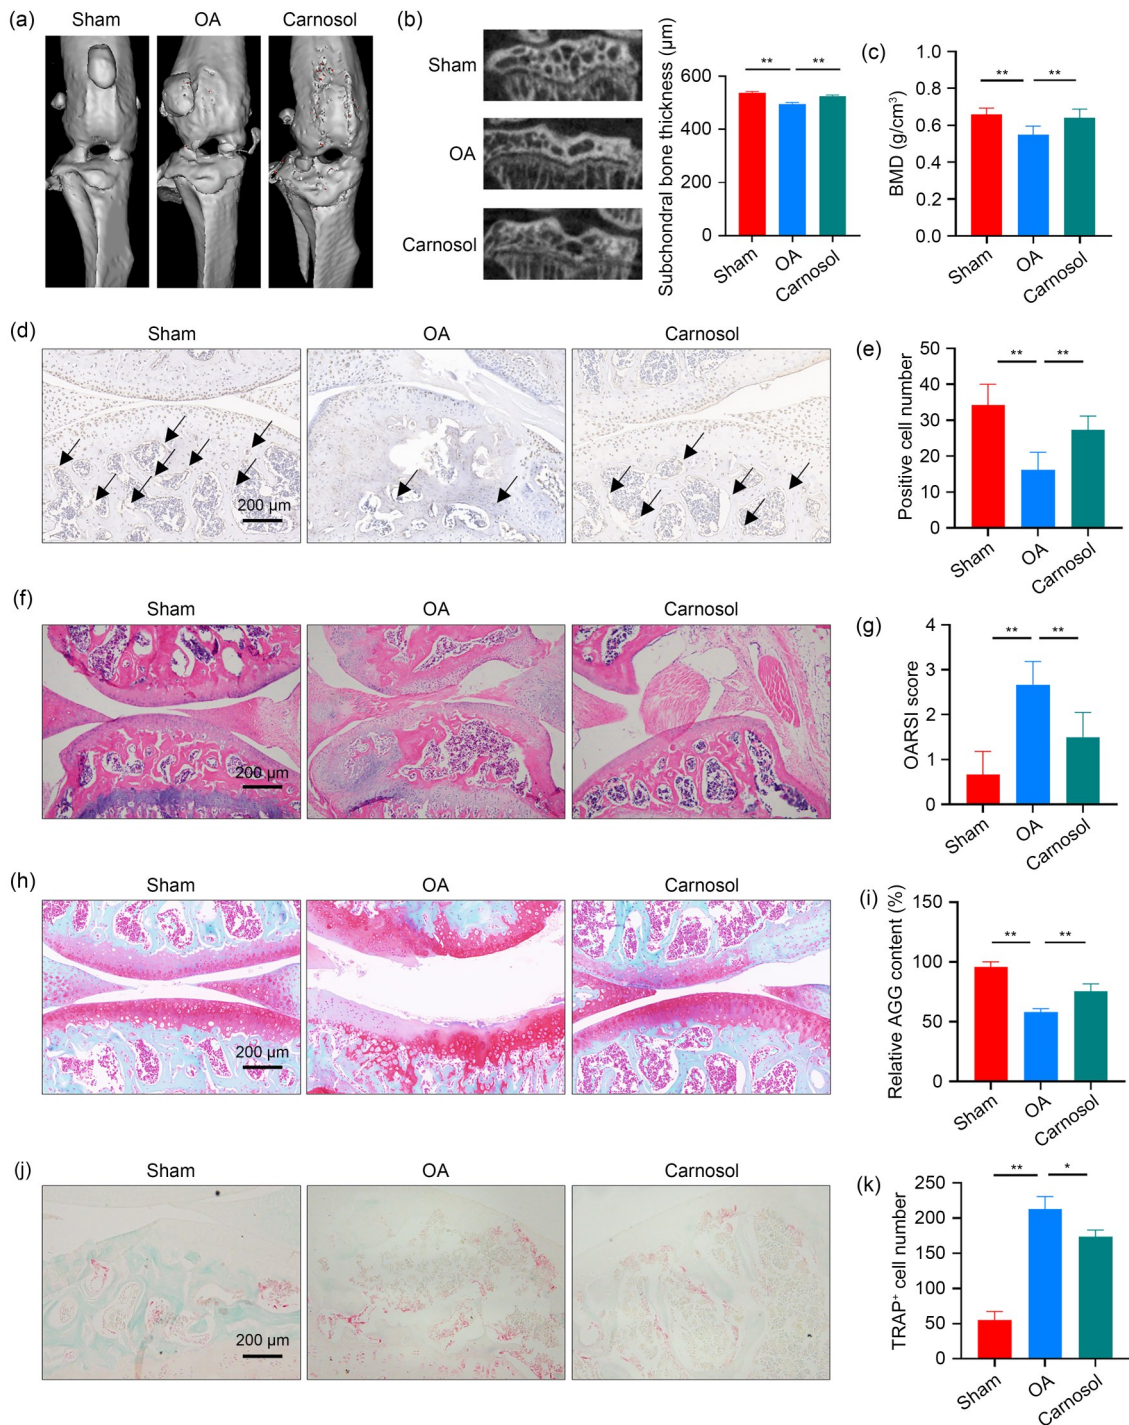 (a) Sham OA Carnosol
(b)
Sham
OA
Carnosol
Subchondral bone thickness (μm)
600
400
200
0
** **
Sham OA Carnosol
(c)
BMD (g/cm³)
1.0
0.8
0.6
0.4
0.2
0.0
** **
Sham OA Carnosol
(d)
Sham OA Carnosol
200 μm
(e)
Positive cell number
50
40
30
20
10
0
** **
Sham OA Carnosol
(f)
Sham OA Carnosol
200 μm
(g)
OARSI score
4
3
2
1
0
** **
Sham OA Carnosol
(h)
Sham OA Carnosol
200 μm
(i)
Relative AGG content (%)
150
100
50
0
** **
Sham OA Carnosol
(j)
Sham OA Carnosol
200 μm
(k)
TRAP⁺ cell number
250
200
150
100
50
0
** *
Sham OA Carnosol